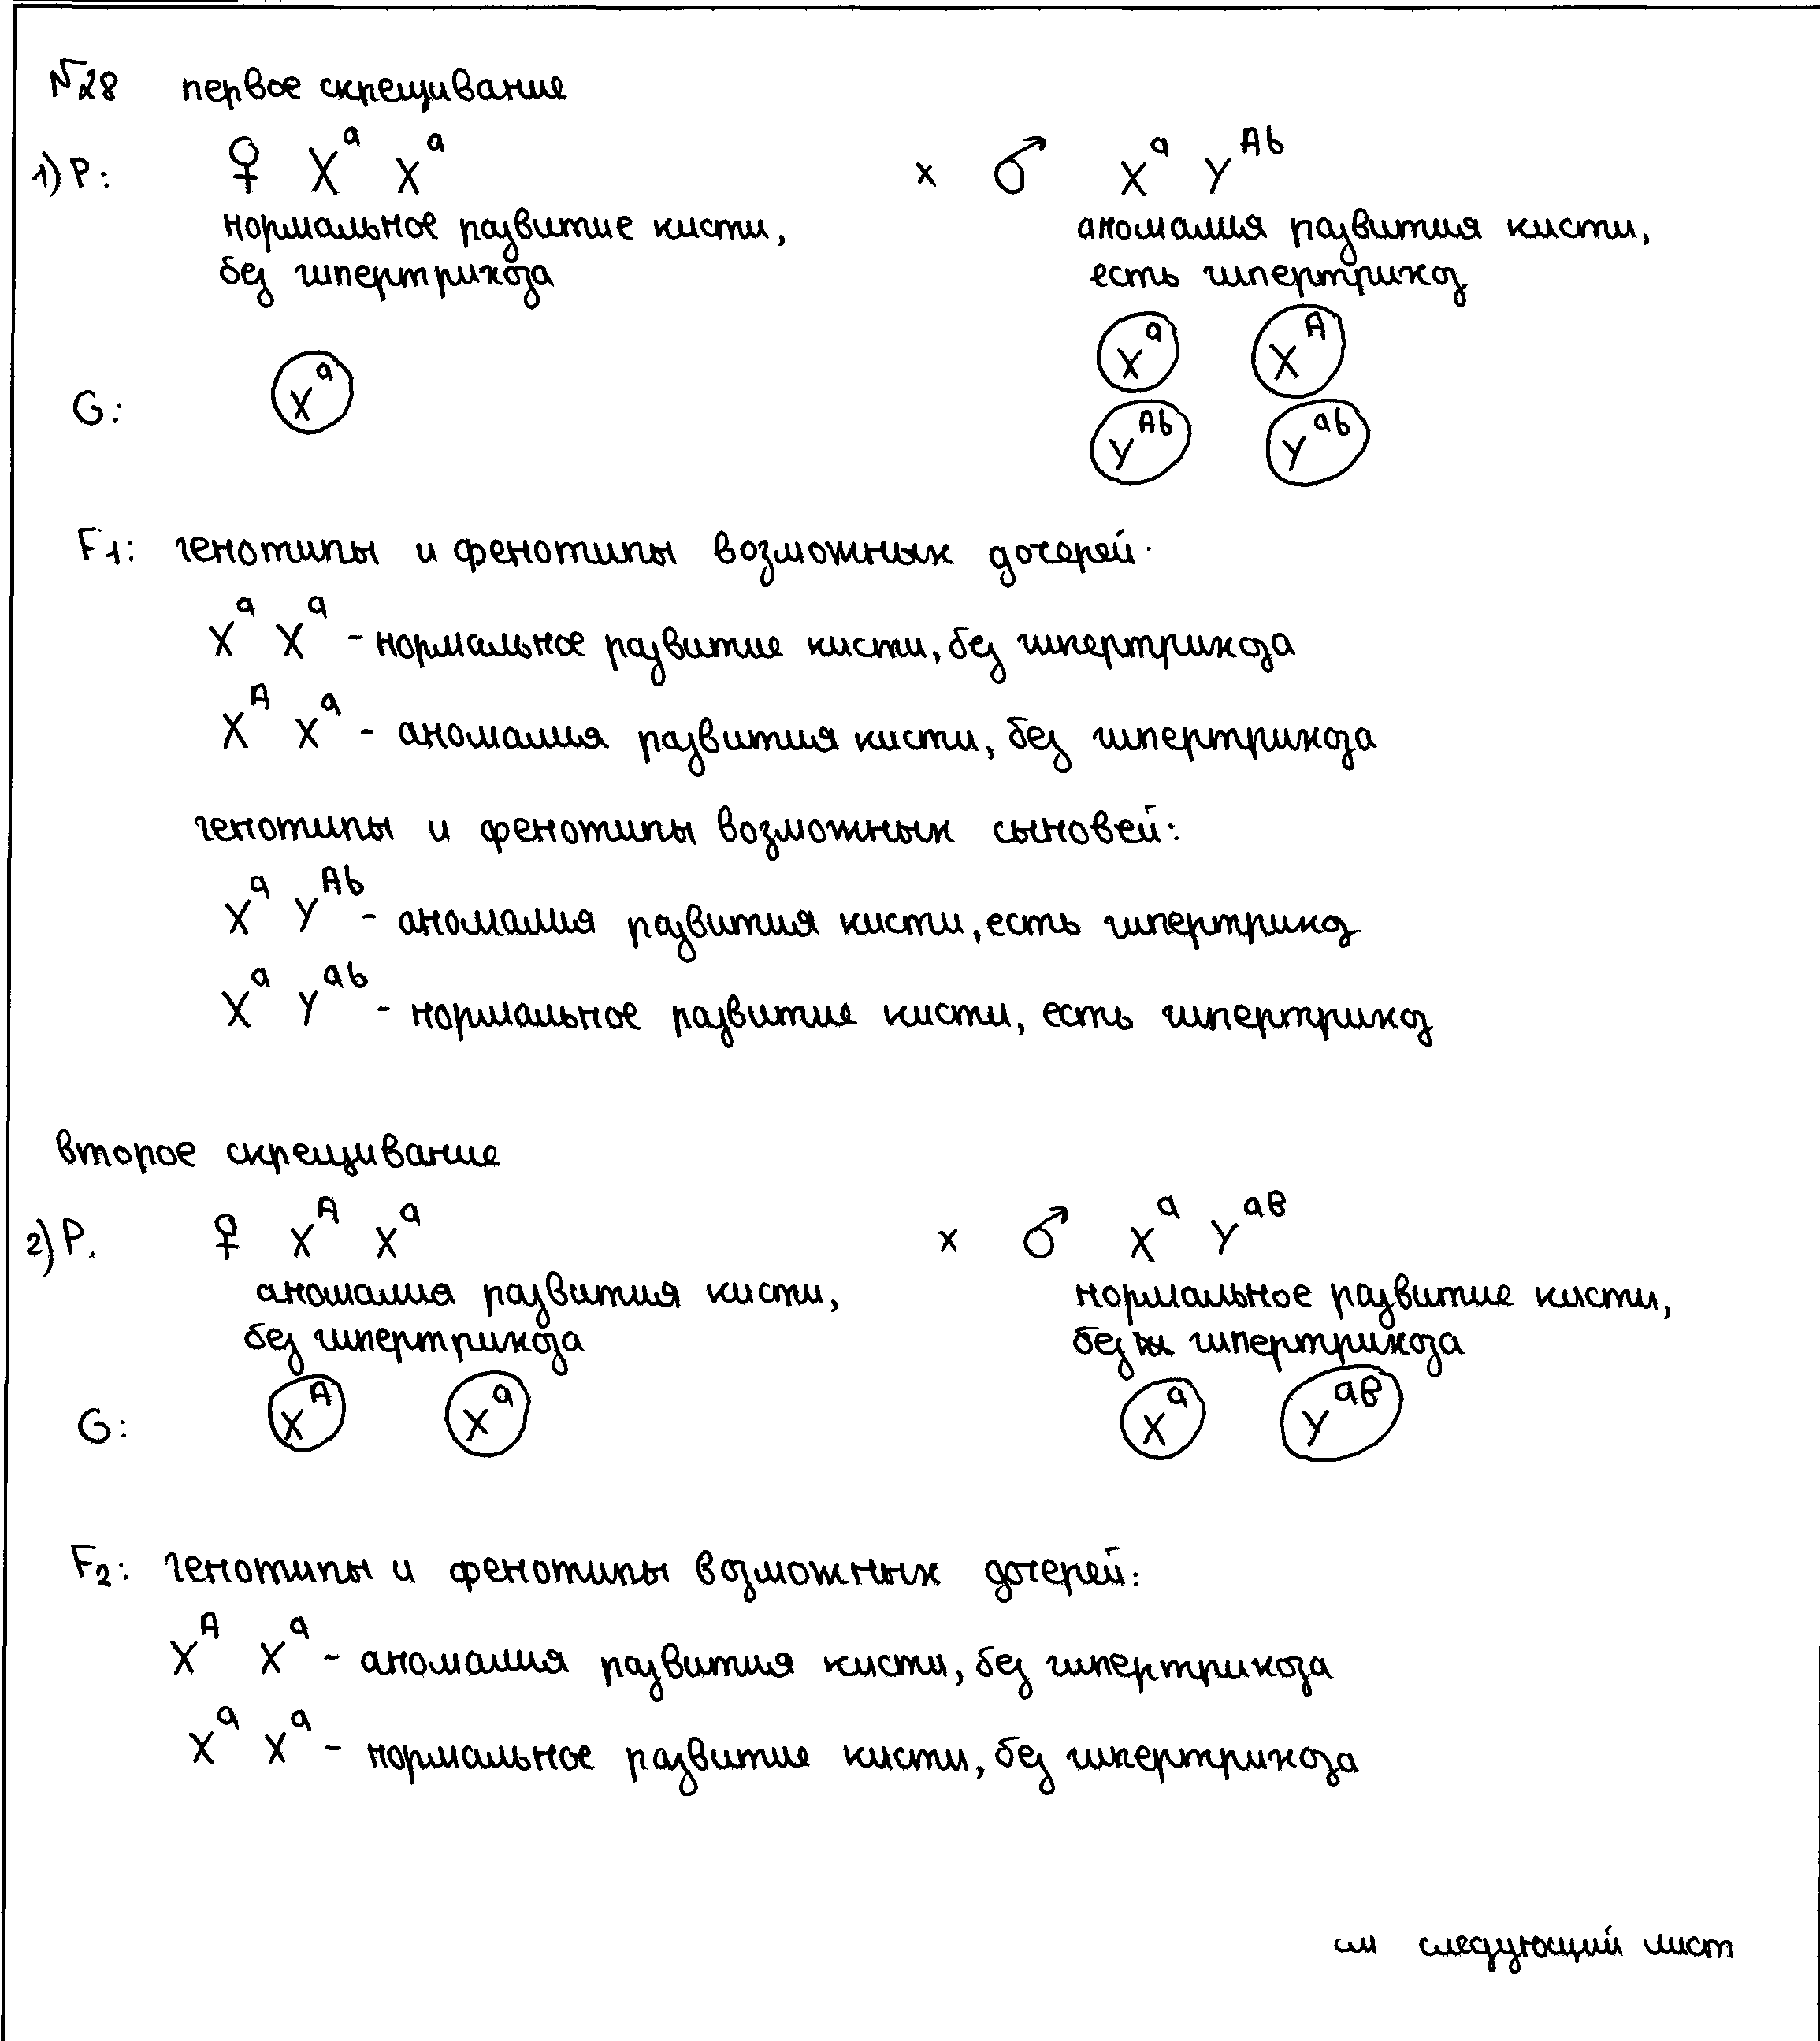 №28 первое скрещивание
1) P: ♀ X^a X^a x ♂ X^a Y^Ab
нормальное развитие кисти, аномалия развития кисти,
без гипертрихоза есть гипертрихоз
X^a X^A
G: X^a
Y^Ab Y^ab
F1: генотипы и фенотипы возможных дочерей:
X^a X^a - нормальное развитие кисти, без гипертрихоза
X^A X^a - аномалия развития кисти, без гипертрихоза
генотипы и фенотипы возможных сыновей:
X^a Y^Ab - аномалия развития кисти, есть гипертрихоз
X^a Y^ab - нормальное развитие кисти, есть гипертрихоз
второе скрещивание
2) P. ♀ X^A X^a x ♂ X^a Y^aB
аномалия развития кисти, нормальное развитие кисти,
без гипертрихоза без гипертрихоза
G: X^A X^a X^a Y^aB
F2: генотипы и фенотипы возможных дочерей:
X^A X^a - аномалия развития кисти, без гипертрихоза
X^a X^a - нормальное развитие кисти, без гипертрихоза
см следующий лист